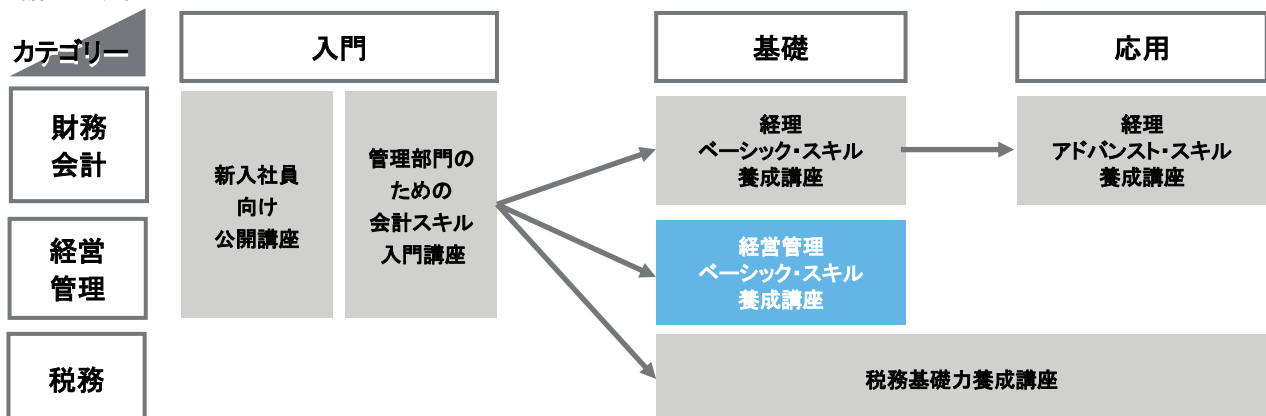 カテゴリー
入門
基礎
応用
財務
会計
新入社員
向け
公開講座
管理部門の
ための
会計スキル
入門講座
経理
ベーシック・スキル
養成講座
経理
アドバンスト・スキル
養成講座
経営
管理
経営管理
ベーシック・スキル
養成講座
税務
税務基礎力養成講座